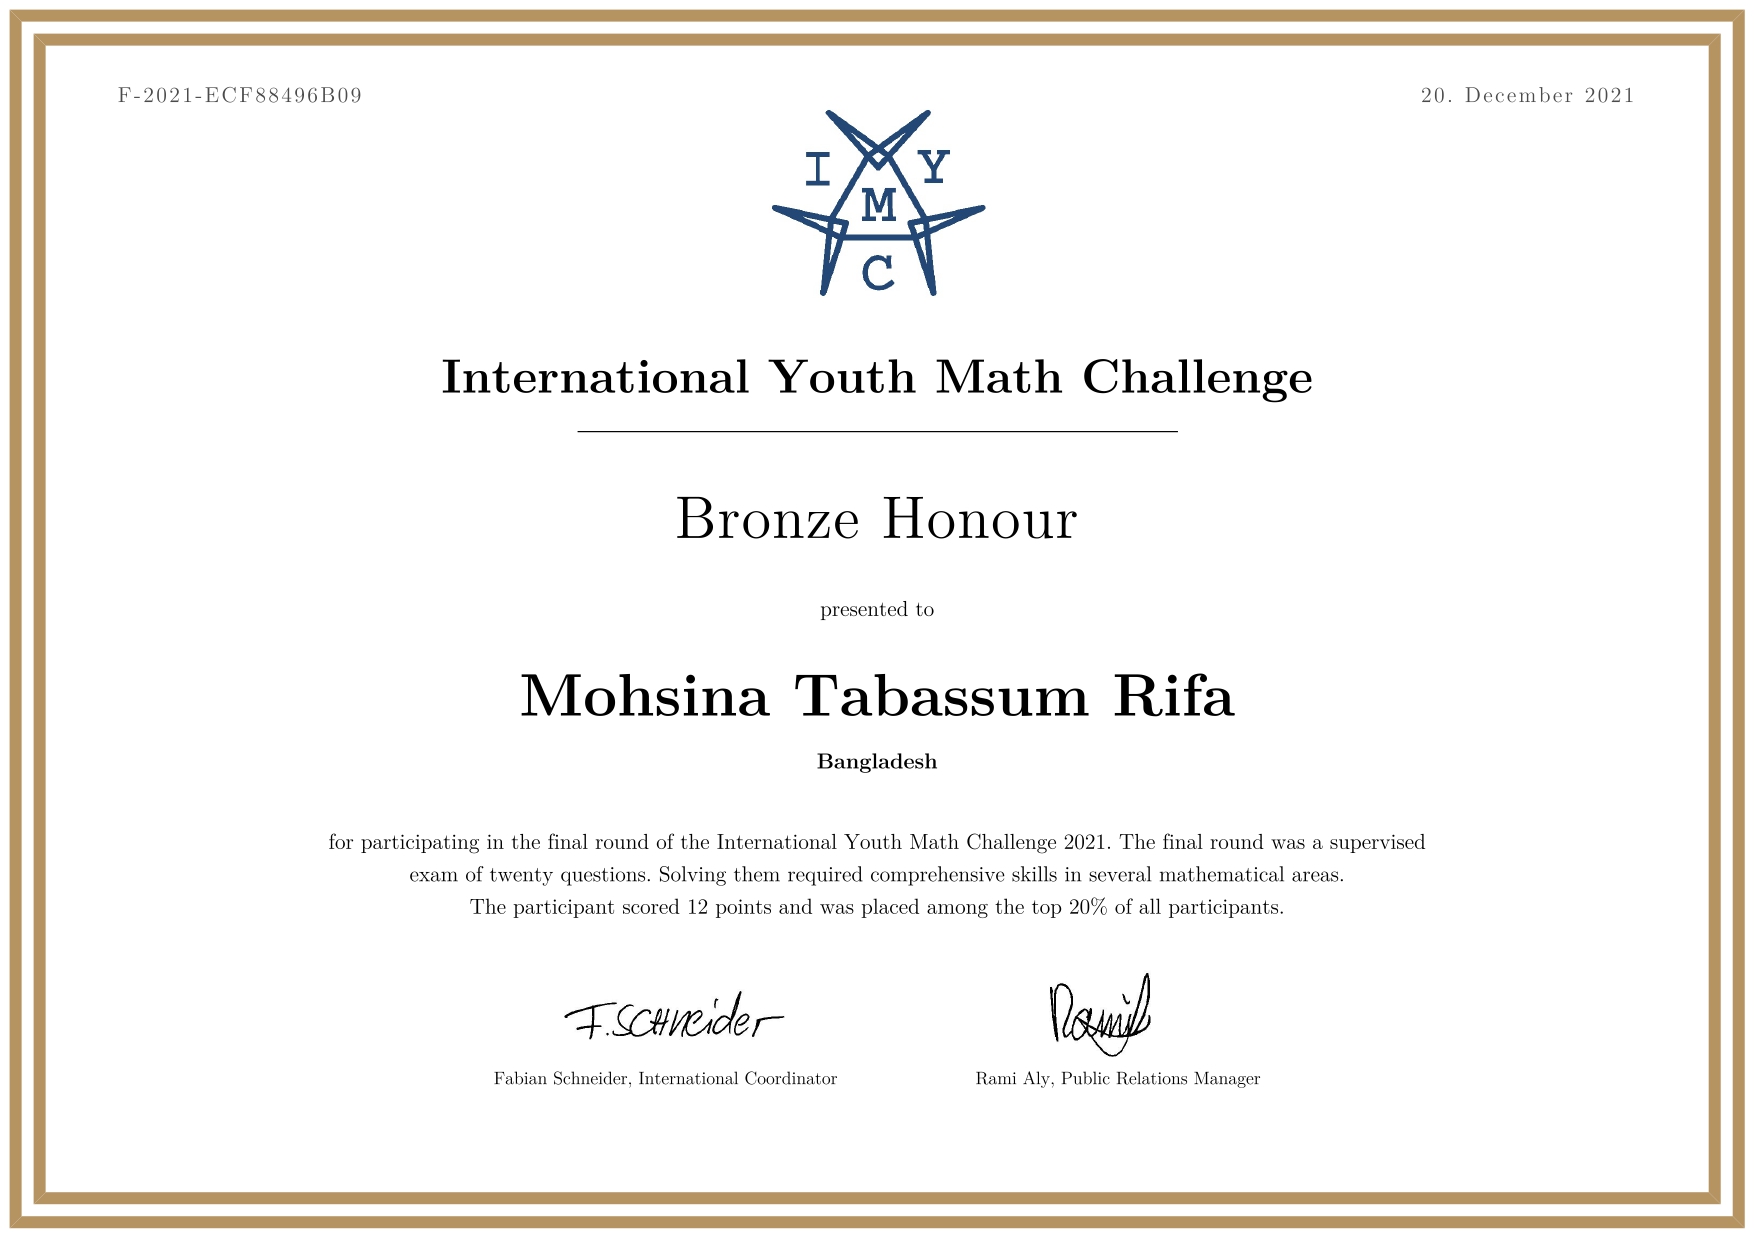 F-2021-ECF88496B09
20. December 2021
I Y
M
C
International Youth Math Challenge
Bronze Honour
presented to
Mohsina Tabassum Rifa
Bangladesh
for participating in the final round of the International Youth Math Challenge 2021. The final round was a supervised
exam of twenty questions. Solving them required comprehensive skills in several mathematical areas.
The participant scored 12 points and was placed among the top 20% of all participants.
F. Schneider
Rami
Fabian Schneider, International Coordinator
Rami Aly, Public Relations Manager